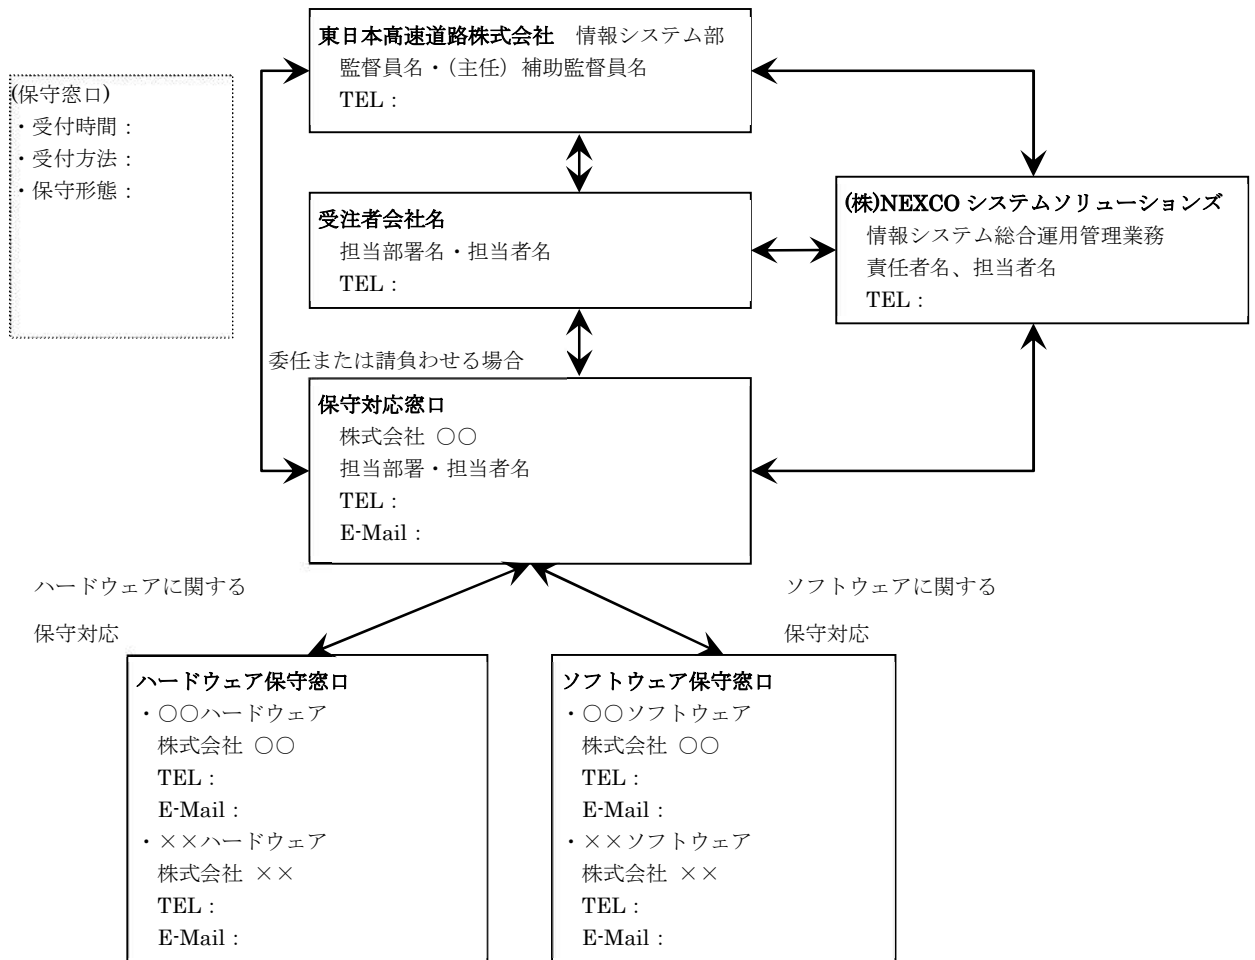 東日本高速道路株式会社　情報システム部
監督員名・（主任）補助監督員名
TEL：
(保守窓口)
・受付時間：
・受付方法：
・保守形態：
受注者会社名
担当部署名・担当者名
TEL：
(株)NEXCO システムソリューションズ
情報システム総合運用管理業務
責任者名、担当者名
TEL：
委任または請負わせる場合
保守対応窓口
株式会社 ○○
担当部署・担当者名
TEL：
E-Mail：
ハードウェアに関する
保守対応
ソフトウェアに関する
保守対応
ハードウェア保守窓口
・○○ハードウェア
株式会社 ○○
TEL：
E-Mail：
・××ハードウェア
株式会社 ××
TEL：
E-Mail：
ソフトウェア保守窓口
・○○ソフトウェア
株式会社 ○○
TEL：
E-Mail：
・××ソフトウェア
株式会社 ××
TEL：
E-Mail：